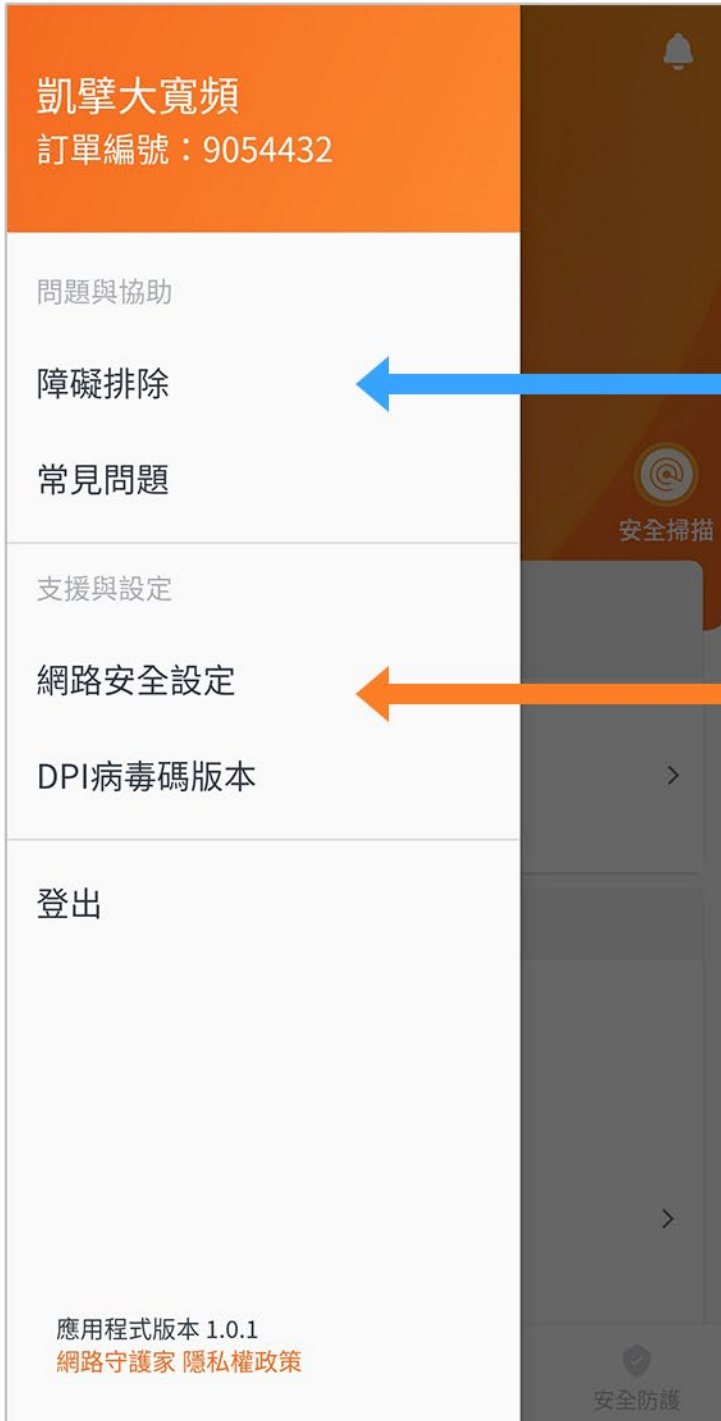 凱擘大寬頻
訂單編號：9054432
問題與協助
障礙排除
常見問題
安全掃描
支援與設定
網路安全設定
DPI病毒碼版本
登出
應用程式版本 1.0.1
網路守護家 隱私權政策
安全防護